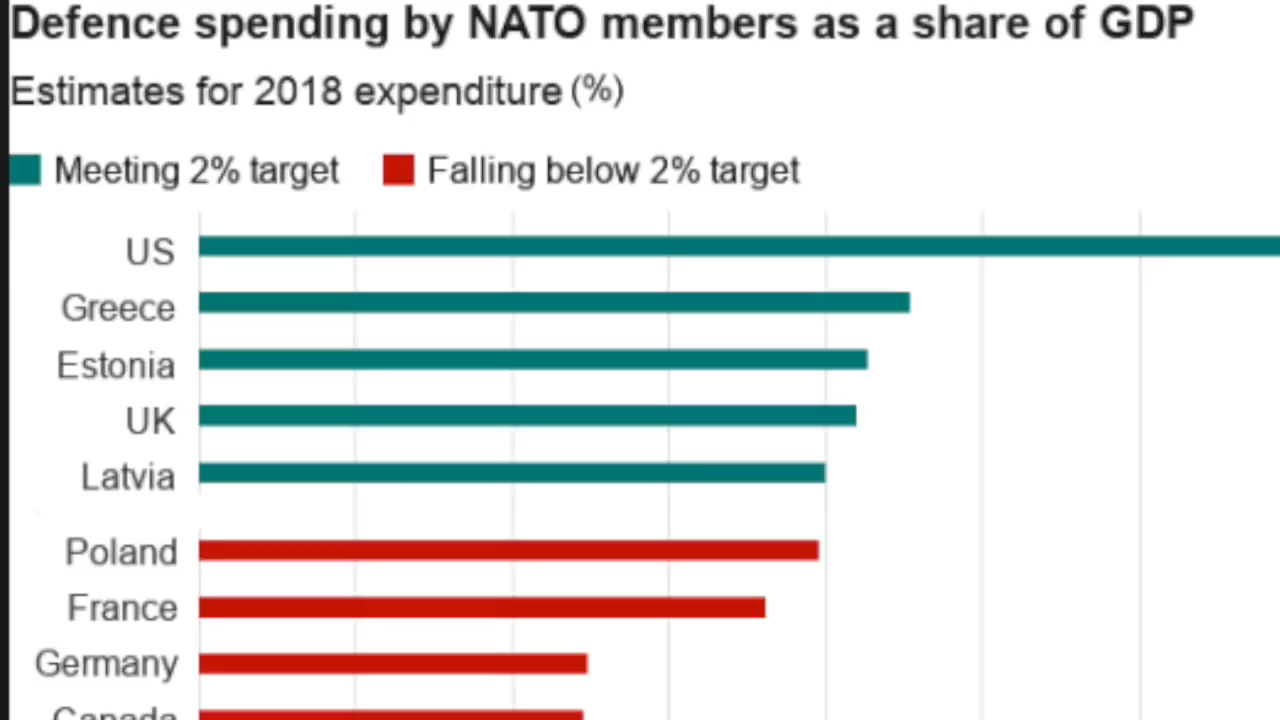 Defence spending by NATO members as a share of GDP
Estimates for 2018 expenditure (%)
Meeting 2% target Falling below 2% target
US
Greece
Estonia
UK
Latvia
Poland
France
Germany
Canada